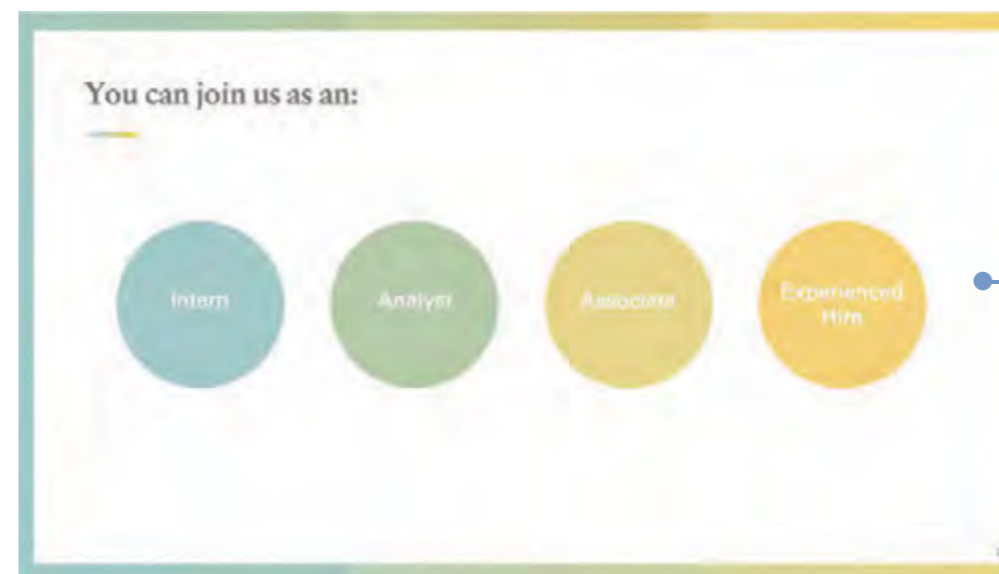 You can join us as an:
Intern
Analyst
Associate
Experienced
Hire